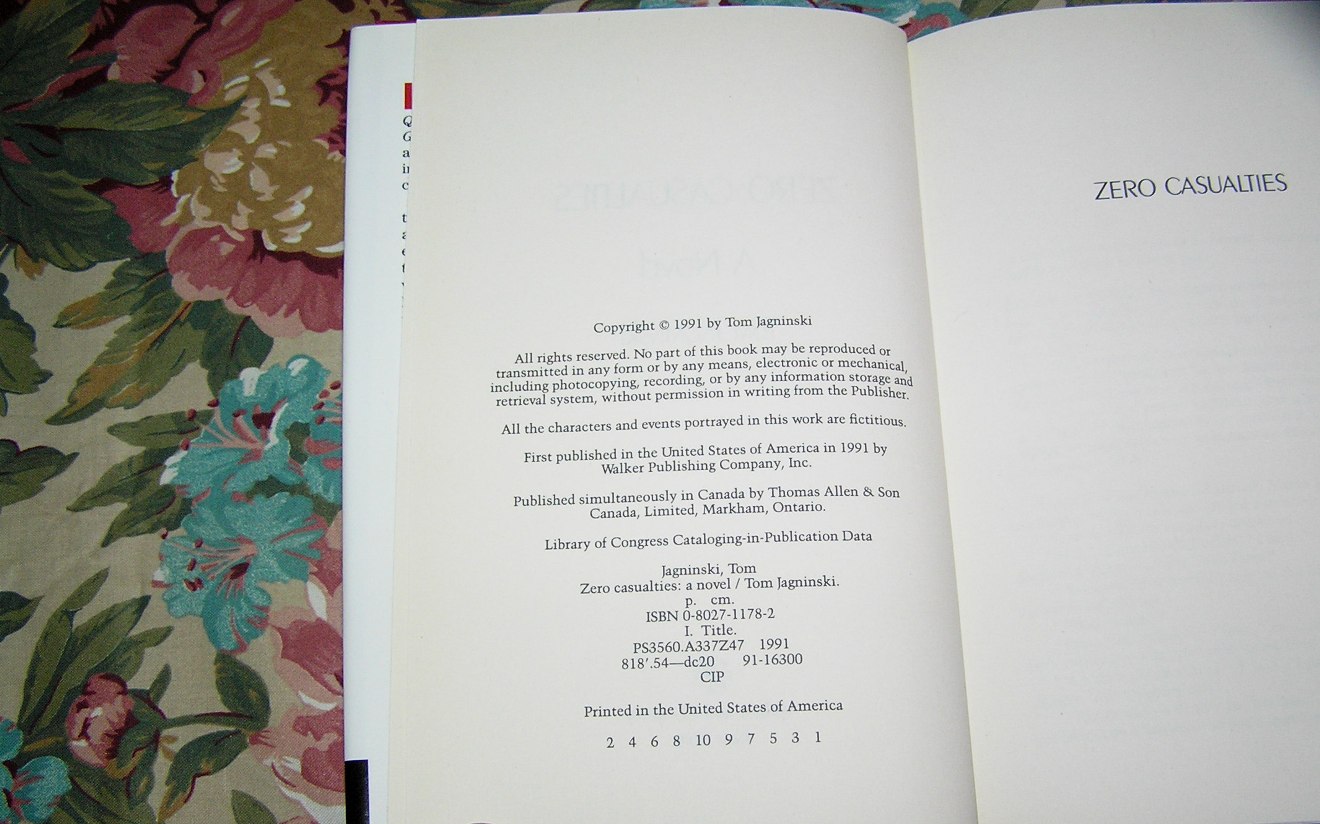 Q
G
a
in
c
t
a
e
t
Copyright © 1991 by Tom Jagninski
All rights reserved. No part of this book may be reproduced or
transmitted in any form or by any means, electronic or mechanical,
including photocopying, recording, or by any information storage and
retrieval system, without permission in writing from the Publisher.
All the characters and events portrayed in this work are fictitious.
First published in the United States of America in 1991 by
Walker Publishing Company, Inc.
Published simultaneously in Canada by Thomas Allen & Son
Canada, Limited, Markham, Ontario.
Library of Congress Cataloging-in-Publication Data
Jagninski, Tom
Zero casualties: a novel / Tom Jagninski.
p. cm.
ISBN 0-8027-1178-2
I. Title.
PS3560.A337Z47 1991
818'.54—dc20 91-16300
CIP
Printed in the United States of America
2 4 6 8 10 9 7 5 3 1
ZERO CASUALTIES